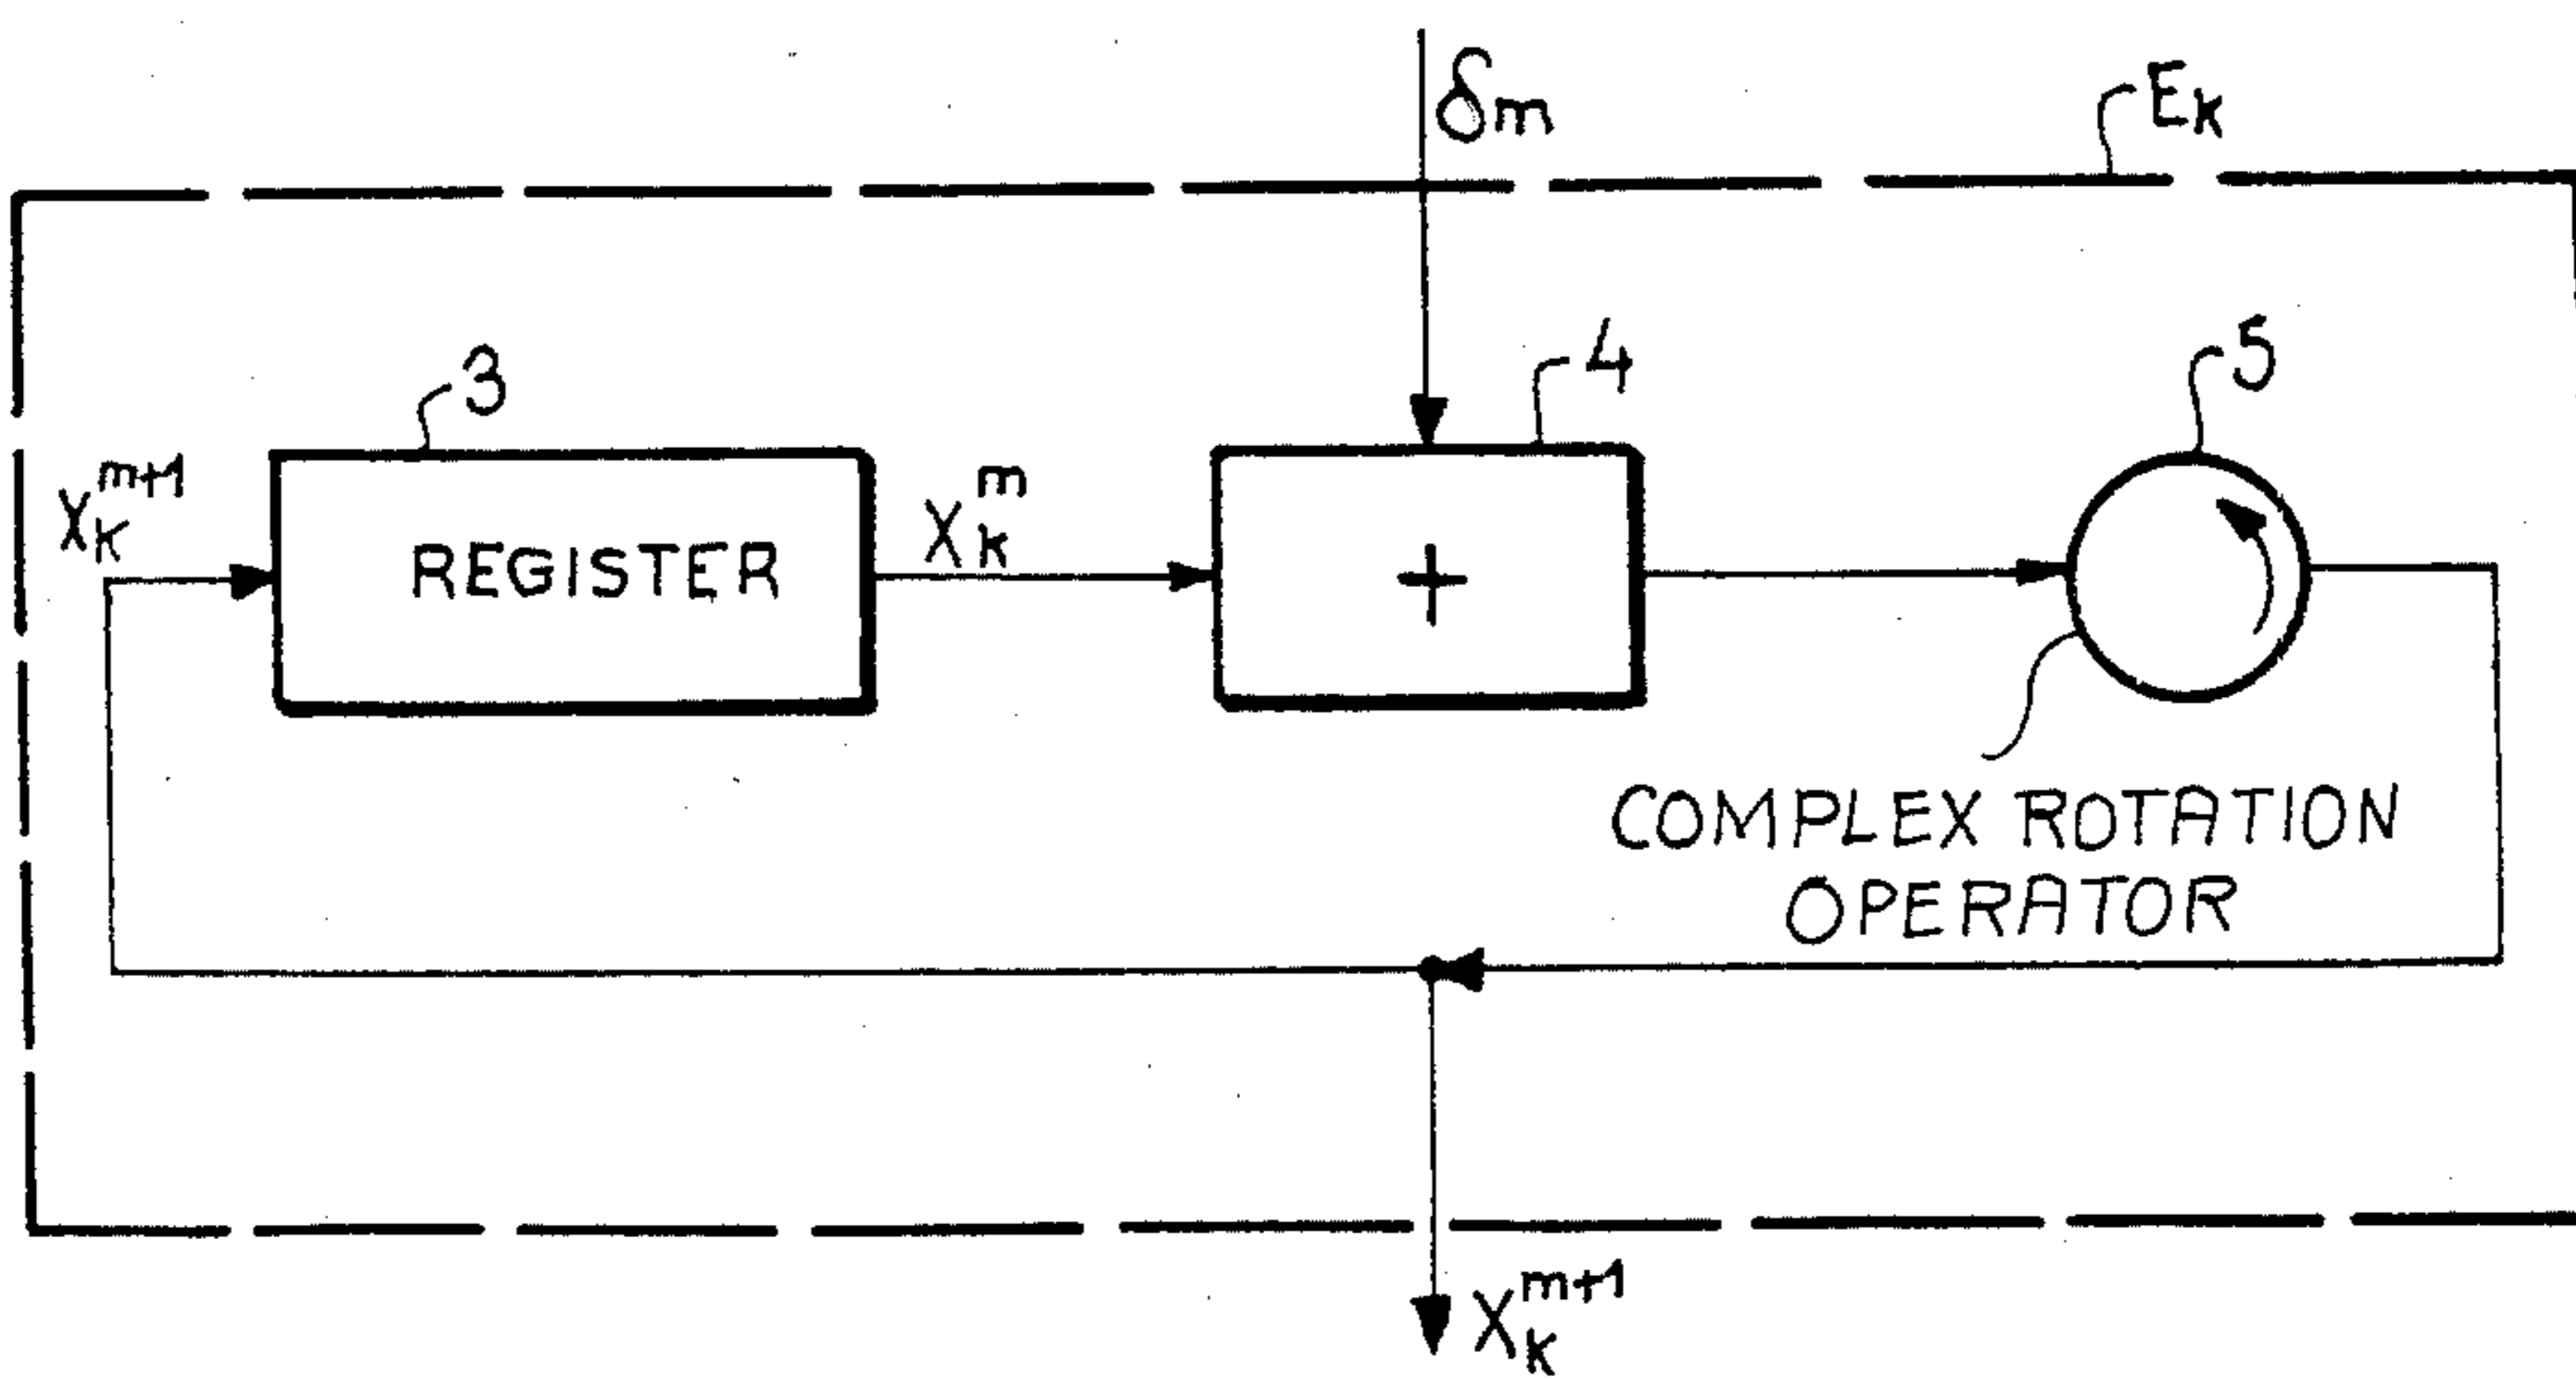 δm
Ek
3
4
5
X_k^{m+1}
REGISTER
X_k^m
+
COMPLEX ROTATION
OPERATOR
X_k^{m+1}